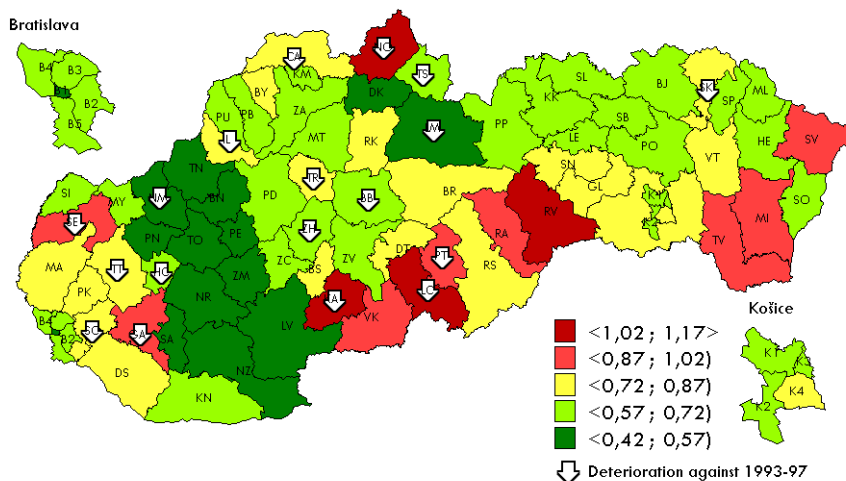 Bratislava
B4
B3
B1
B2
B5
CA
NO
KM
TS
BY
DK
PU
PB
ZA
IL
MT
RK
LM
PP
KK
SL
LE
SB
PO
BJ
SK
SP
ML
HE
SV
VT
SO
TN
NM
BN
PD
TR
BB
BR
SN
GL
RV
K4
K2
MI
TV
SI
MY
SE
PN
TO
PE
ZH
ZV
DT
PT
RA
RS
MA
TT
HC
ZM
ZC
BS
PK
NR
LV
KA
VK
LC
B4
B2
SC
GA
SA
DS
NZ
KN
<1,02 ; 1,17>
<0,87 ; 1,02)
<0,72 ; 0,87)
<0,57 ; 0,72)
<0,42 ; 0,57)
Deterioration against 1993-97
Košice
K1
K3
K4
K2